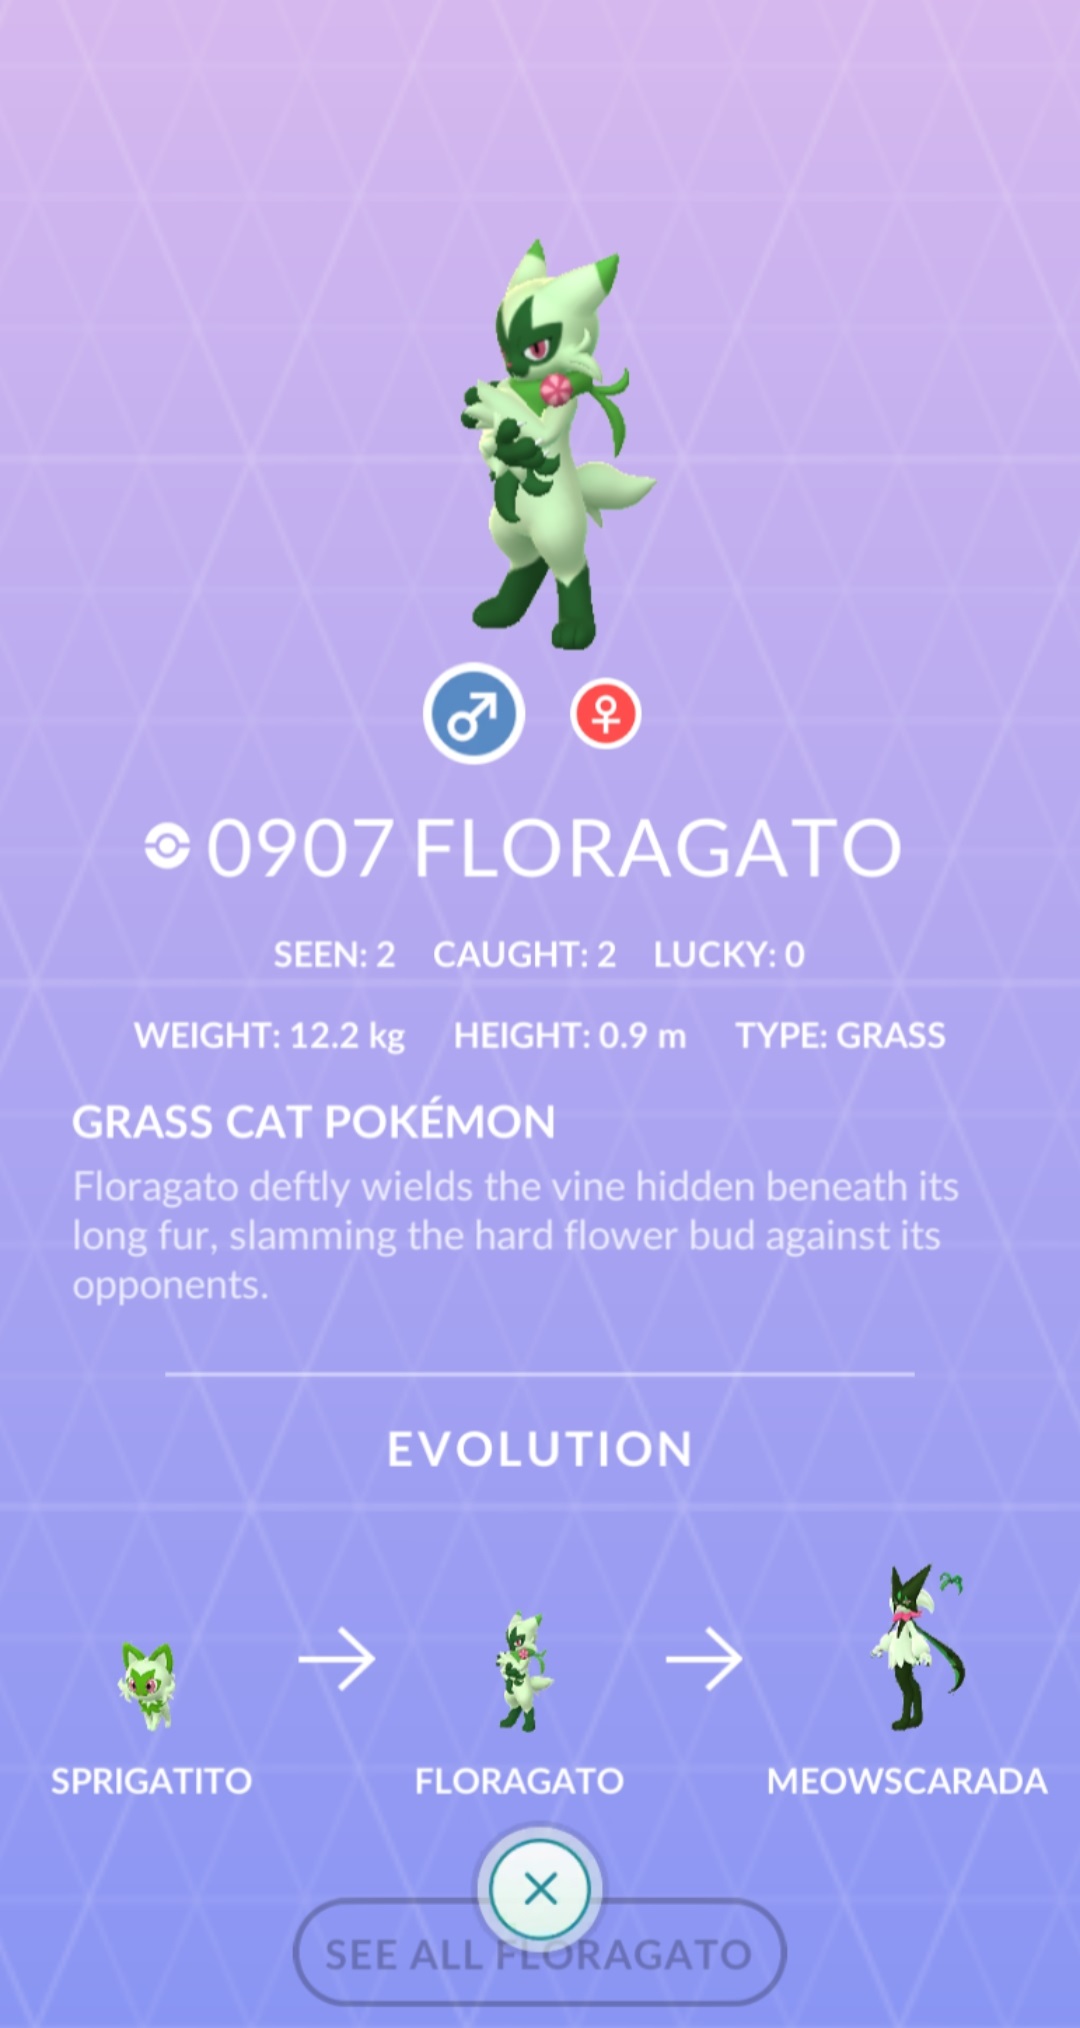 0907 FLORAGATO
SEEN: 2 CAUGHT: 2 LUCKY: 0
WEIGHT: 12.2 kg HEIGHT: 0.9 m TYPE: GRASS
GRASS CAT POKÉMON
Floragato deftly wields the vine hidden beneath its
long fur, slamming the hard flower bud against its
opponents.
EVOLUTION
SPRIGATITO FLORAGATO MEOWSCARADA
SEE ALL FLORAGATO